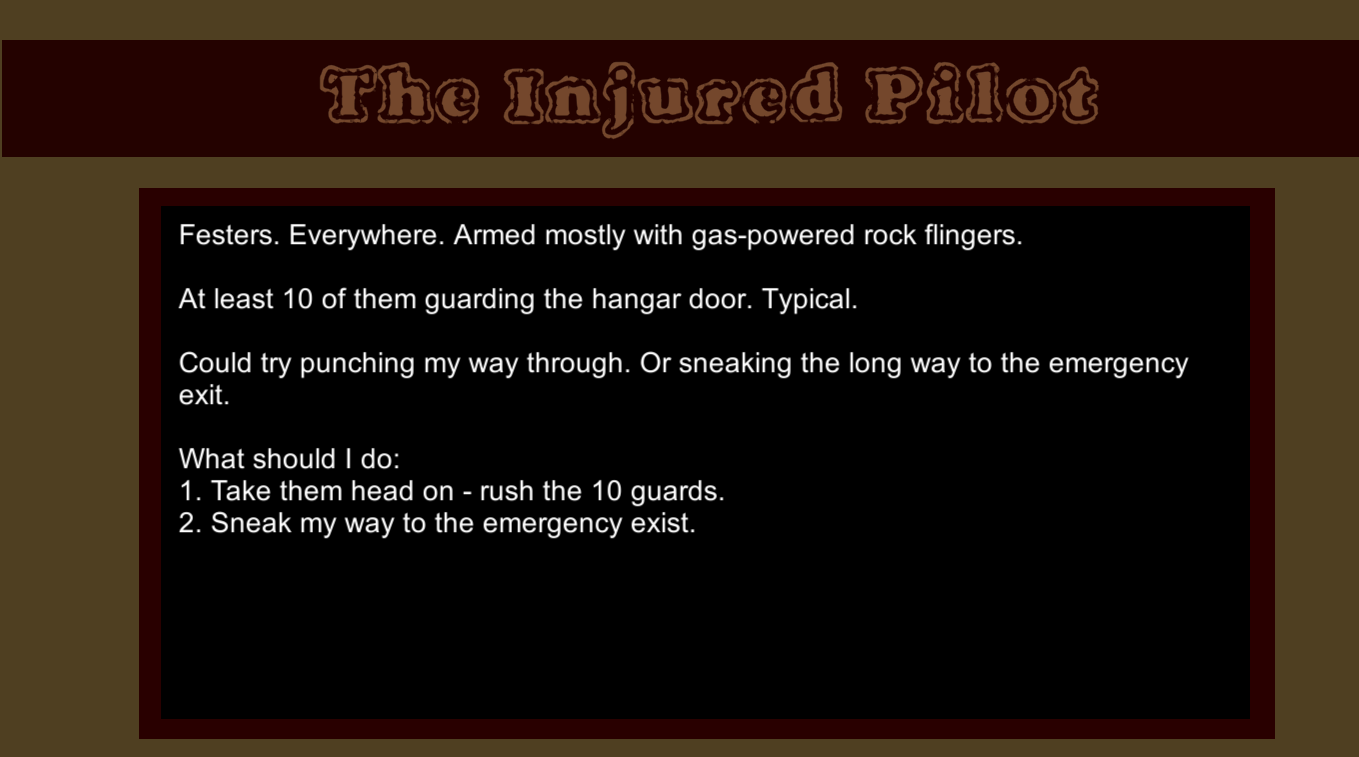 The Injured Pilot
Festers. Everywhere. Armed mostly with gas-powered rock flingers.
At least 10 of them guarding the hangar door. Typical.
Could try punching my way through. Or sneaking the long way to the emergency
exit.
What should I do:
1. Take them head on - rush the 10 guards.
2. Sneak my way to the emergency exist.